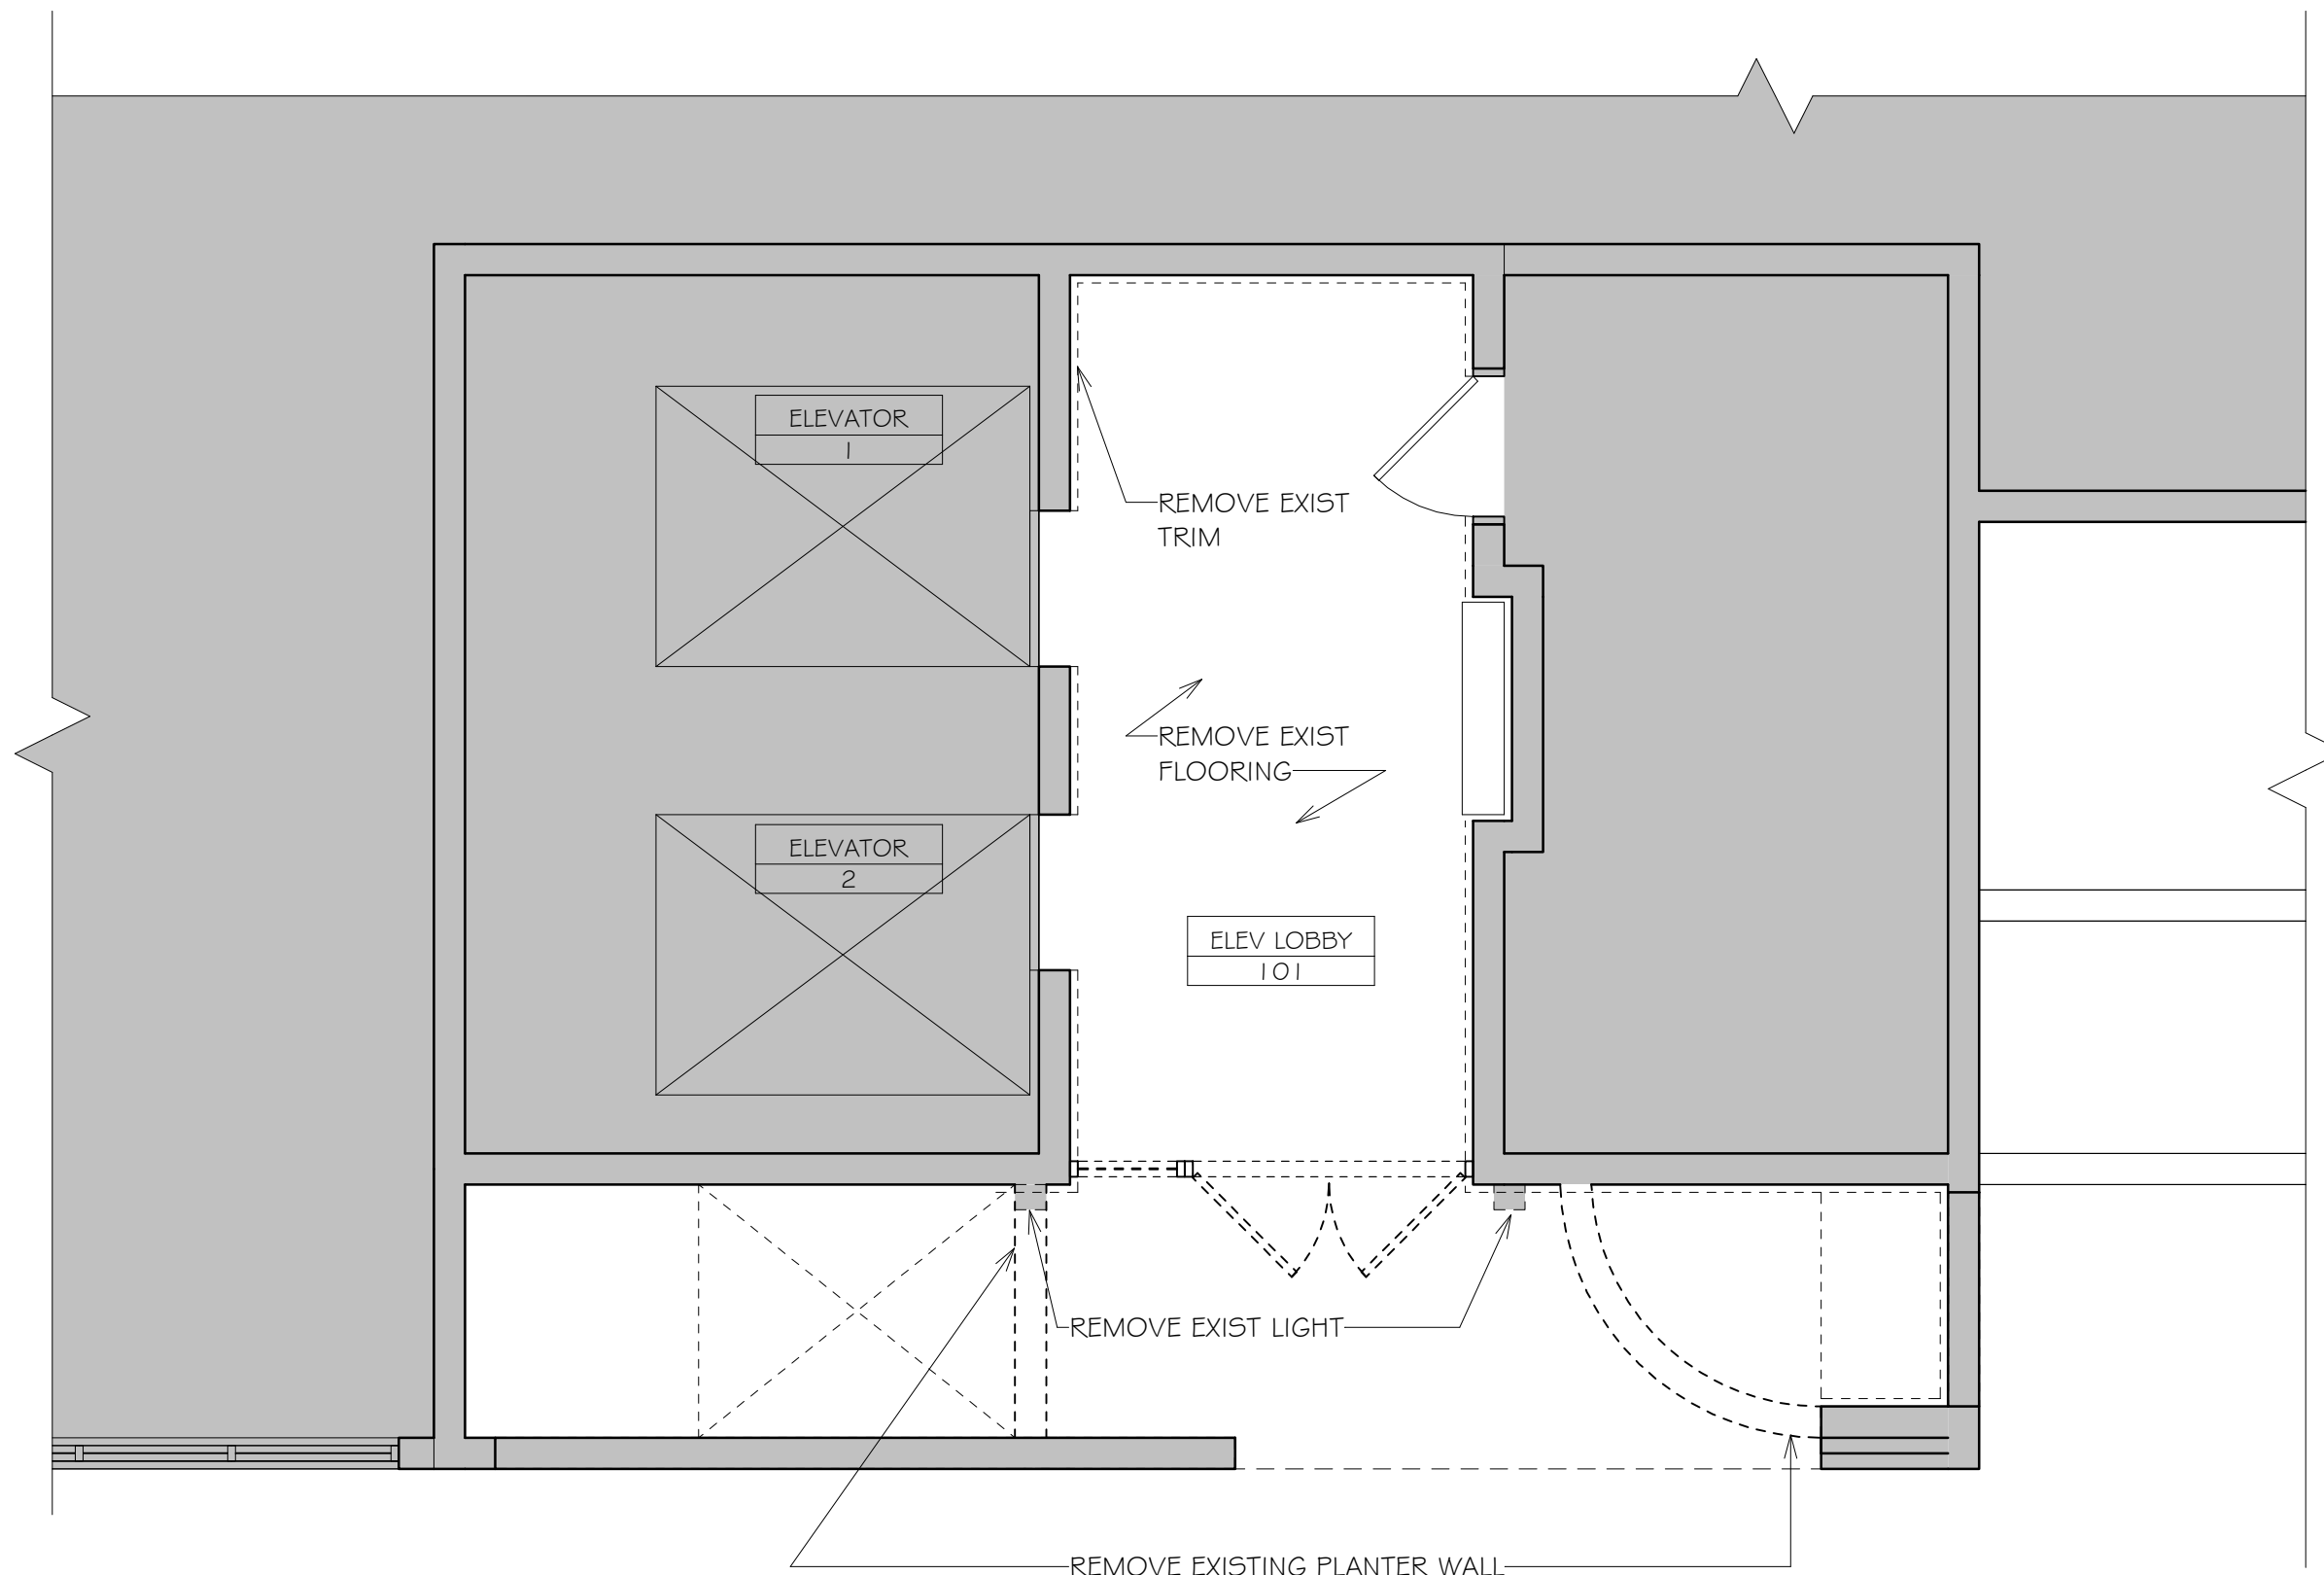 ELEVATOR
1
REMOVE EXIST
TRIM
REMOVE EXIST
FLOORING
ELEVATOR
2
ELEV LOBBY
101
REMOVE EXIST LIGHT
REMOVE EXISTING PLANTER WALL